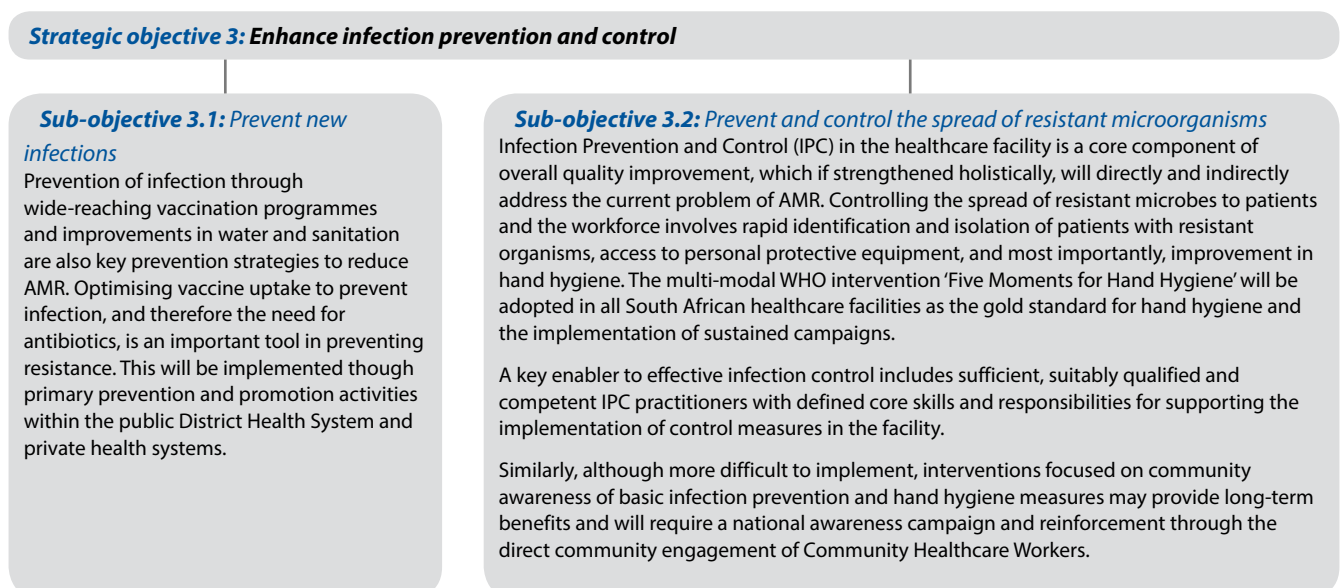 Strategic objective 3: Enhance infection prevention and control
Sub-objective 3.1: Prevent new
infections
Prevention of infection through
wide-reaching vaccination programmes
and improvements in water and sanitation
are also key prevention strategies to reduce
AMR. Optimising vaccine uptake to prevent
infection, and therefore the need for
antibiotics, is an important tool in preventing
resistance. This will be implemented though
primary prevention and promotion activities
within the public District Health System and
private health systems.
Sub-objective 3.2: Prevent and control the spread of resistant microorganisms
Infection Prevention and Control (IPC) in the healthcare facility is a core component of
overall quality improvement, which if strengthened holistically, will directly and indirectly
address the current problem of AMR. Controlling the spread of resistant microbes to patients
and the workforce involves rapid identification and isolation of patients with resistant
organisms, access to personal protective equipment, and most importantly, improvement in
hand hygiene. The multi-modal WHO intervention ‘Five Moments for Hand Hygiene’ will be
adopted in all South African healthcare facilities as the gold standard for hand hygiene and
the implementation of sustained campaigns.
A key enabler to effective infection control includes sufficient, suitably qualified and
competent IPC practitioners with defined core skills and responsibilities for supporting the
implementation of control measures in the facility.
Similarly, although more difficult to implement, interventions focused on community
awareness of basic infection prevention and hand hygiene measures may provide long-term
benefits and will require a national awareness campaign and reinforcement through the
direct community engagement of Community Healthcare Workers.